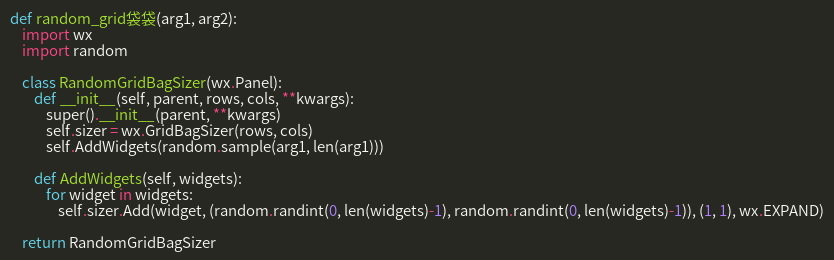 def random_grid袋袋(arg1, arg2):
    import wx
    import random

    class RandomGridBagSizer(wx.Panel):
        def __init__(self, parent, rows, cols, **kwargs):
            super().__init__(parent, **kwargs)
            self.sizer = wx.GridBagSizer(rows, cols)
            self.AddWidgets(random.sample(arg1, len(arg1)))

        def AddWidgets(self, widgets):
            for widget in widgets:
                self.sizer.Add(widget, (random.randint(0, len(widgets)-1), random.randint(0, len(widgets)-1)), (1, 1), wx.EXPAND)

    return RandomGridBagSizer